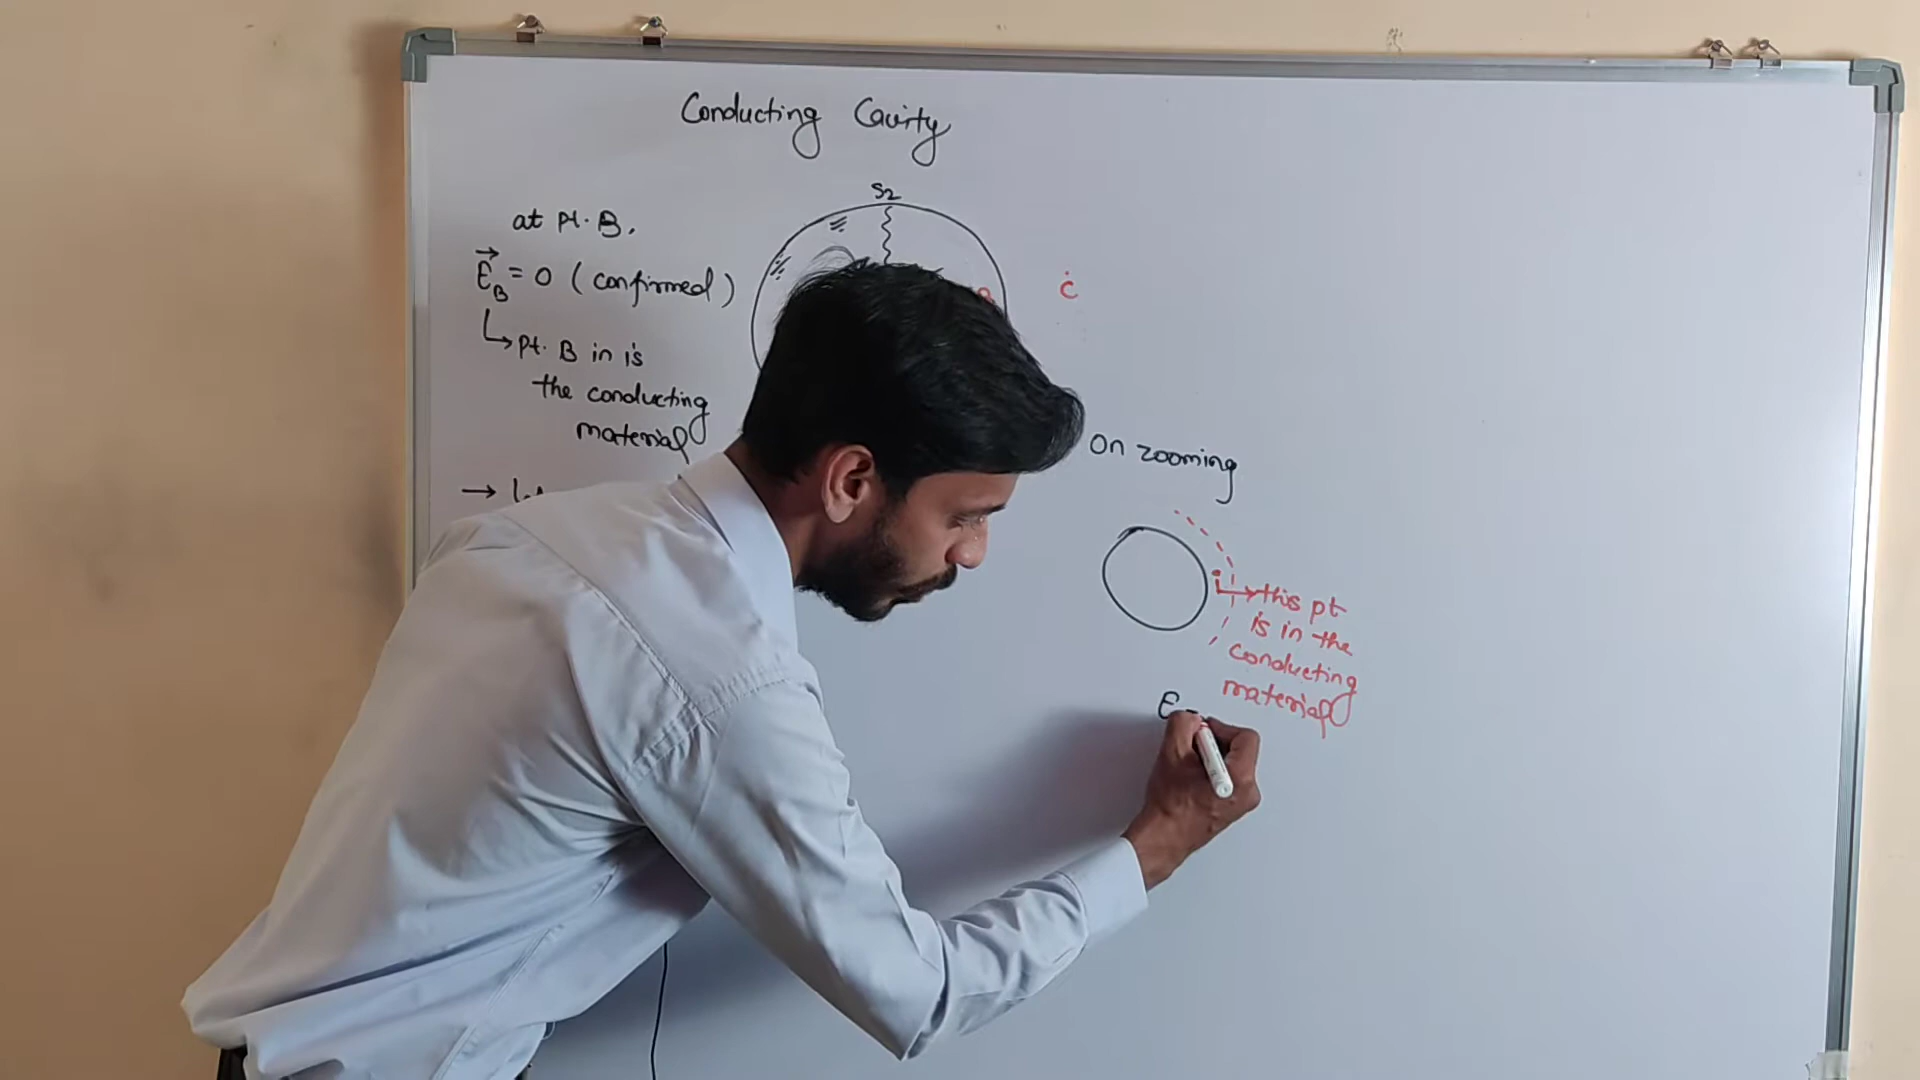 Conducting Cavity
S2
at pt. B,
E⃗_B = 0 (confirmed)
↳ pt. B in is
the conducting
material
→
C
On zooming
this pt
is in the
conducting
material
E =